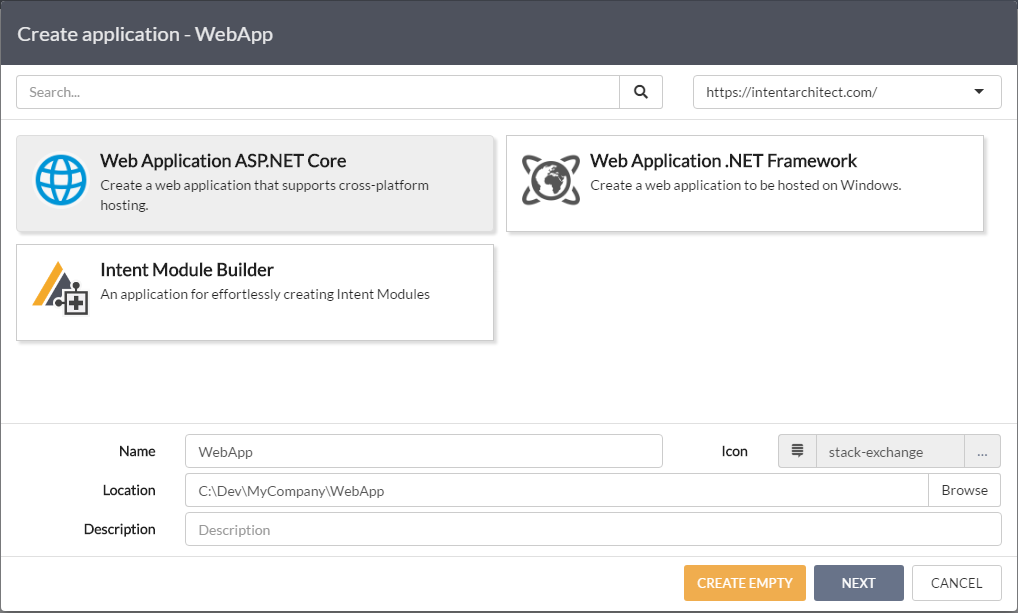 Create application - WebApp
Search...
https://intentarchitect.com/
Web Application ASP.NET Core
Create a web application that supports cross-platform
hosting.
Web Application .NET Framework
Create a web application to be hosted on Windows.
Intent Module Builder
An application for effortlessly creating Intent Modules
Name
WebApp
Icon
stack-exchange
...
Location
C:\Dev\MyCompany\WebApp
Browse
Description
Description
CREATE EMPTY
NEXT
CANCEL